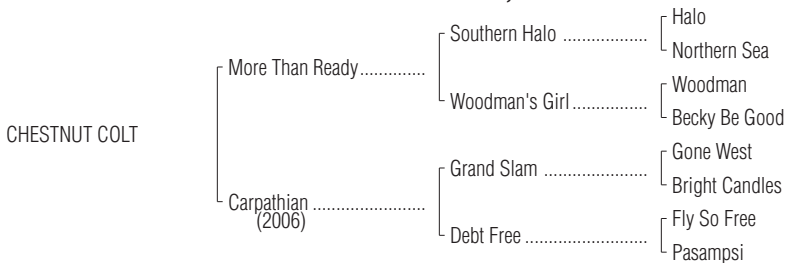 Halo
Southern Halo ..................
Northern Sea
More Than Ready..............
Woodman
Woodman's Girl................
Becky Be Good
CHESTNUT COLT
Gone West
Grand Slam ......................
Bright Candles
Carpathian ........................
(2006)
Fly So Free
Debt Free ..........................
Pasampsi